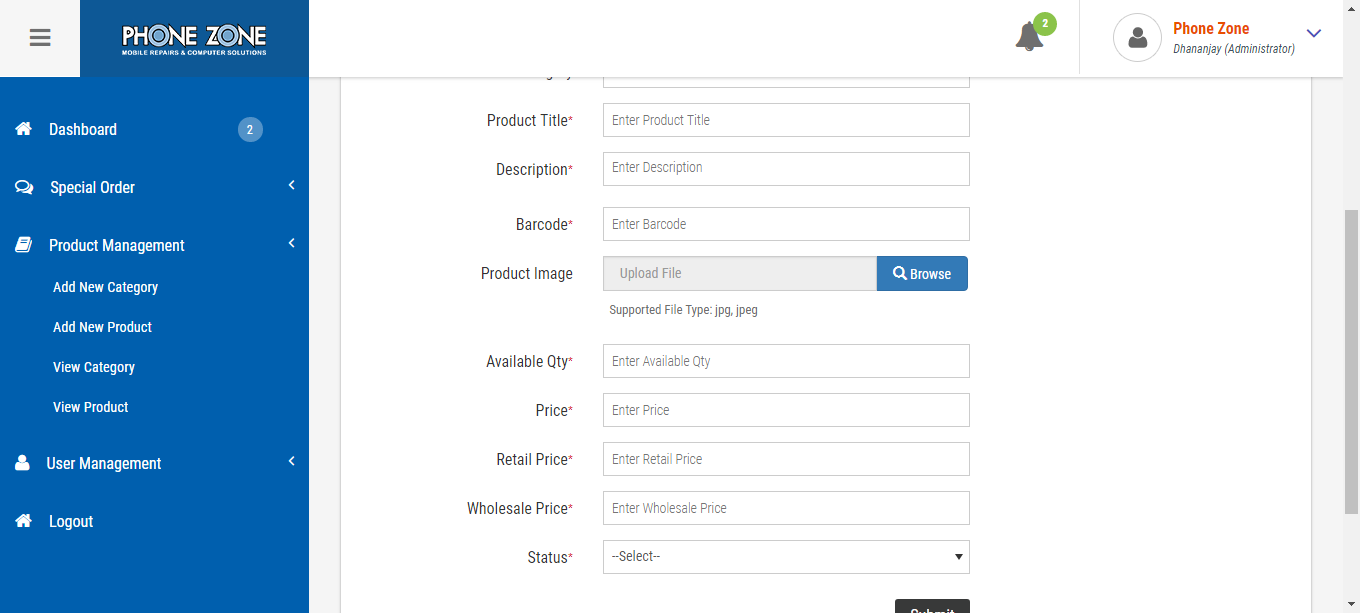 PHONE ZONE
MOBILE REPAIRS & COMPUTER SOLUTIONS
2
Phone Zone
Dhananjay (Administrator)
Dashboard
2
Special Order
Product Management
Add New Category
Add New Product
View Category
View Product
User Management
Logout
Product Title*
Enter Product Title
Description*
Enter Description
Barcode*
Enter Barcode
Product Image
Upload File
Browse
Supported File Type: jpg, jpeg
Available Qty*
Enter Available Qty
Price*
Enter Price
Retail Price*
Enter Retail Price
Wholesale Price*
Enter Wholesale Price
Status*
--Select--
Submit